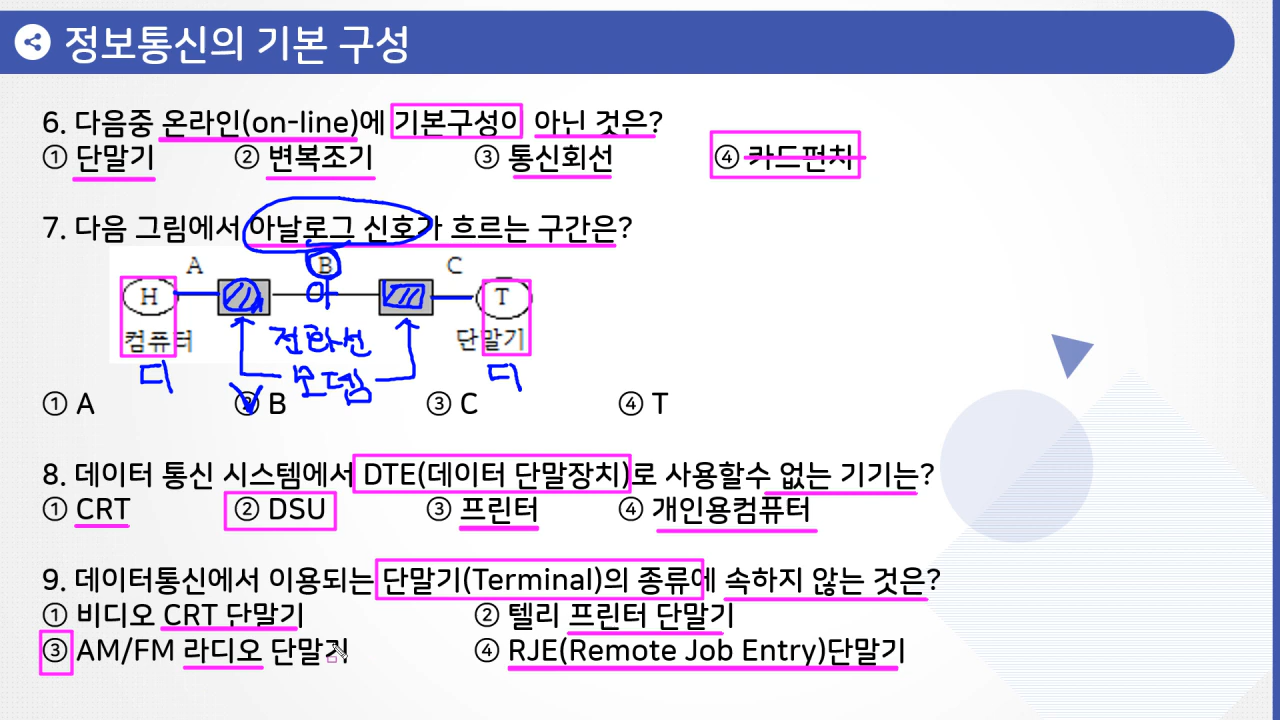 정보통신의 기본 구성
6. 다음중 온라인(on-line)에 기본구성이 아닌 것은?
① 단말기 ② 변복조기 ③ 통신회선 ④ 카드펀치
7. 다음 그림에서 아날로그 신호가 흐르는 구간은?
A B C
H 아 T
컴퓨터 전화선 단말기
디 모뎀 디
① A ② B ③ C ④ T
8. 데이터 통신 시스템에서 DTE(데이터 단말장치)로 사용할수 없는 기기는?
① CRT ② DSU ③ 프린터 ④ 개인용컴퓨터
9. 데이터통신에서 이용되는 단말기(Terminal)의 종류에 속하지 않는 것은?
① 비디오 CRT 단말기 ② 텔리 프린터 단말기
③ AM/FM 라디오 단말기 ④ RJE(Remote Job Entry)단말기